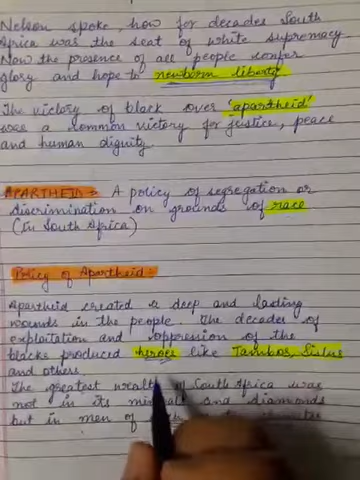 Nelson spoke, how for decades South
Africa was the seat of white supremacy
Now the presence of all people confer
glory and hope to newborn liberty
The victory of black over 'apartheid'
was a common victory for justice, peace
and human dignity.
APARTHEID = A policy of segregation or
discrimination on grounds of race
(In South Africa)
Policy of Apartheid :-
Apartheid created a deep and lasting
wounds in the people. The decades of
exploitation and oppression of the
blacks produced heroes like Tambos, Sislus
and others.
The greatest wealth of South Africa was
not in its minerals and diamonds
but in men of